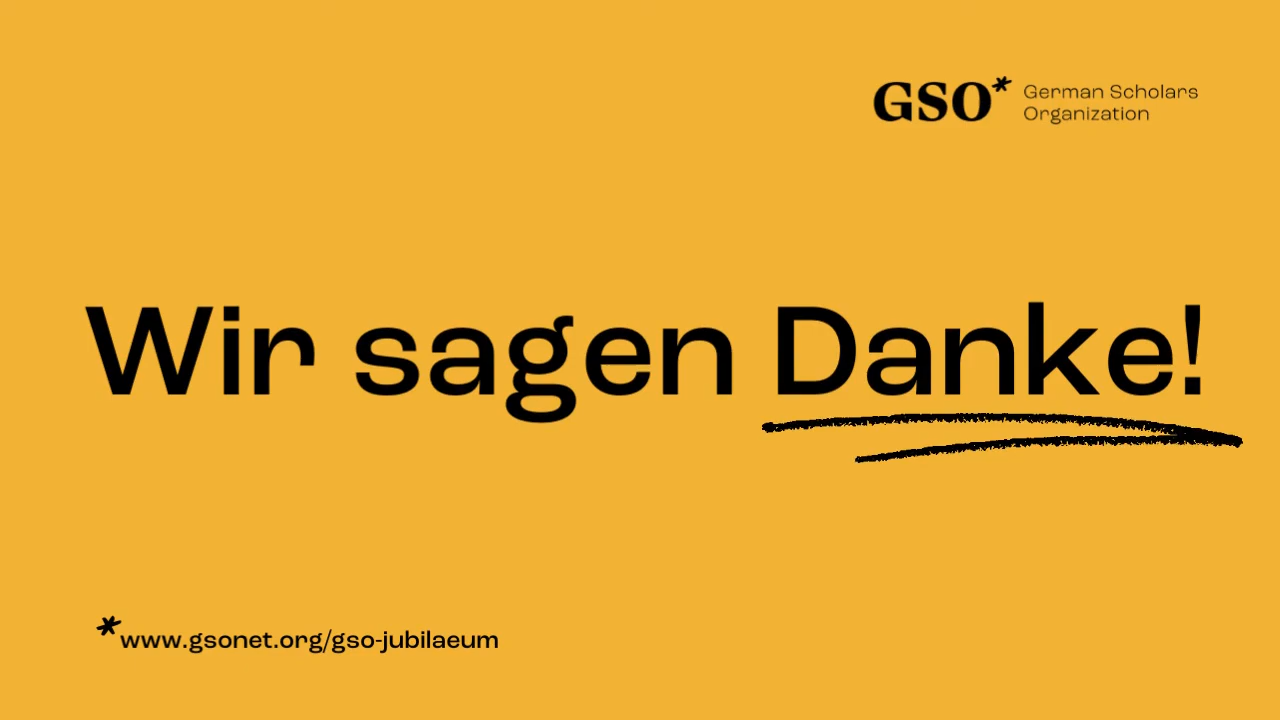 GSO* German Scholars
Organization
Wir sagen Danke!
*www.gsonet.org/gso-jubilaeum